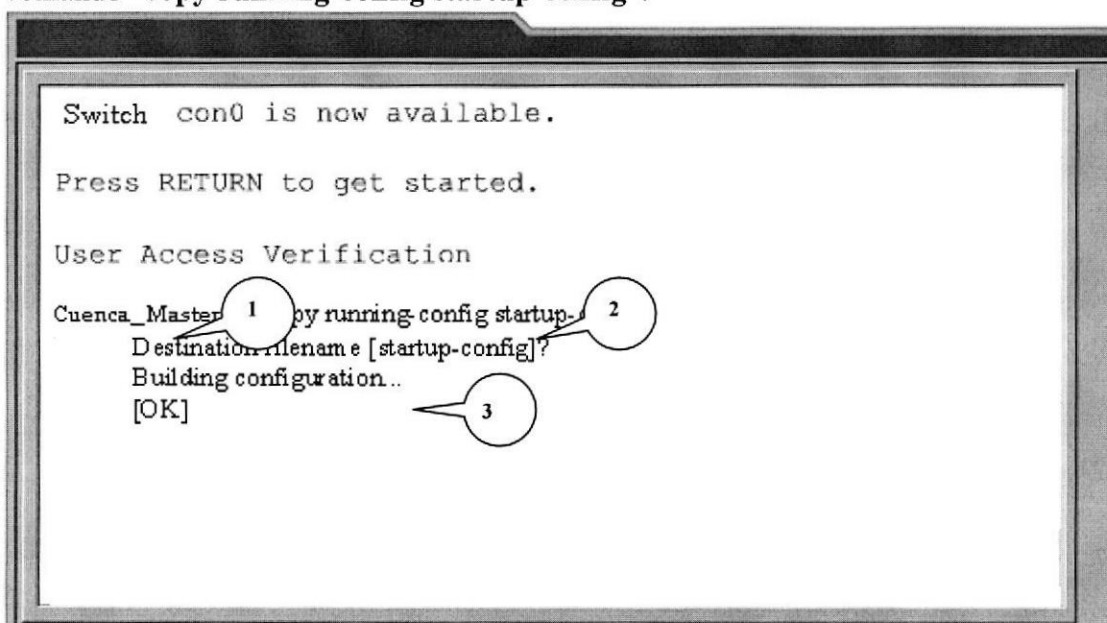 Switch con0 is now available.
Press RETURN to get started.
User Access Verification
Cuenca_Master 1 py running-config startup- 2
Destination filename [startup-config]?
Building configuration...
[OK] 3